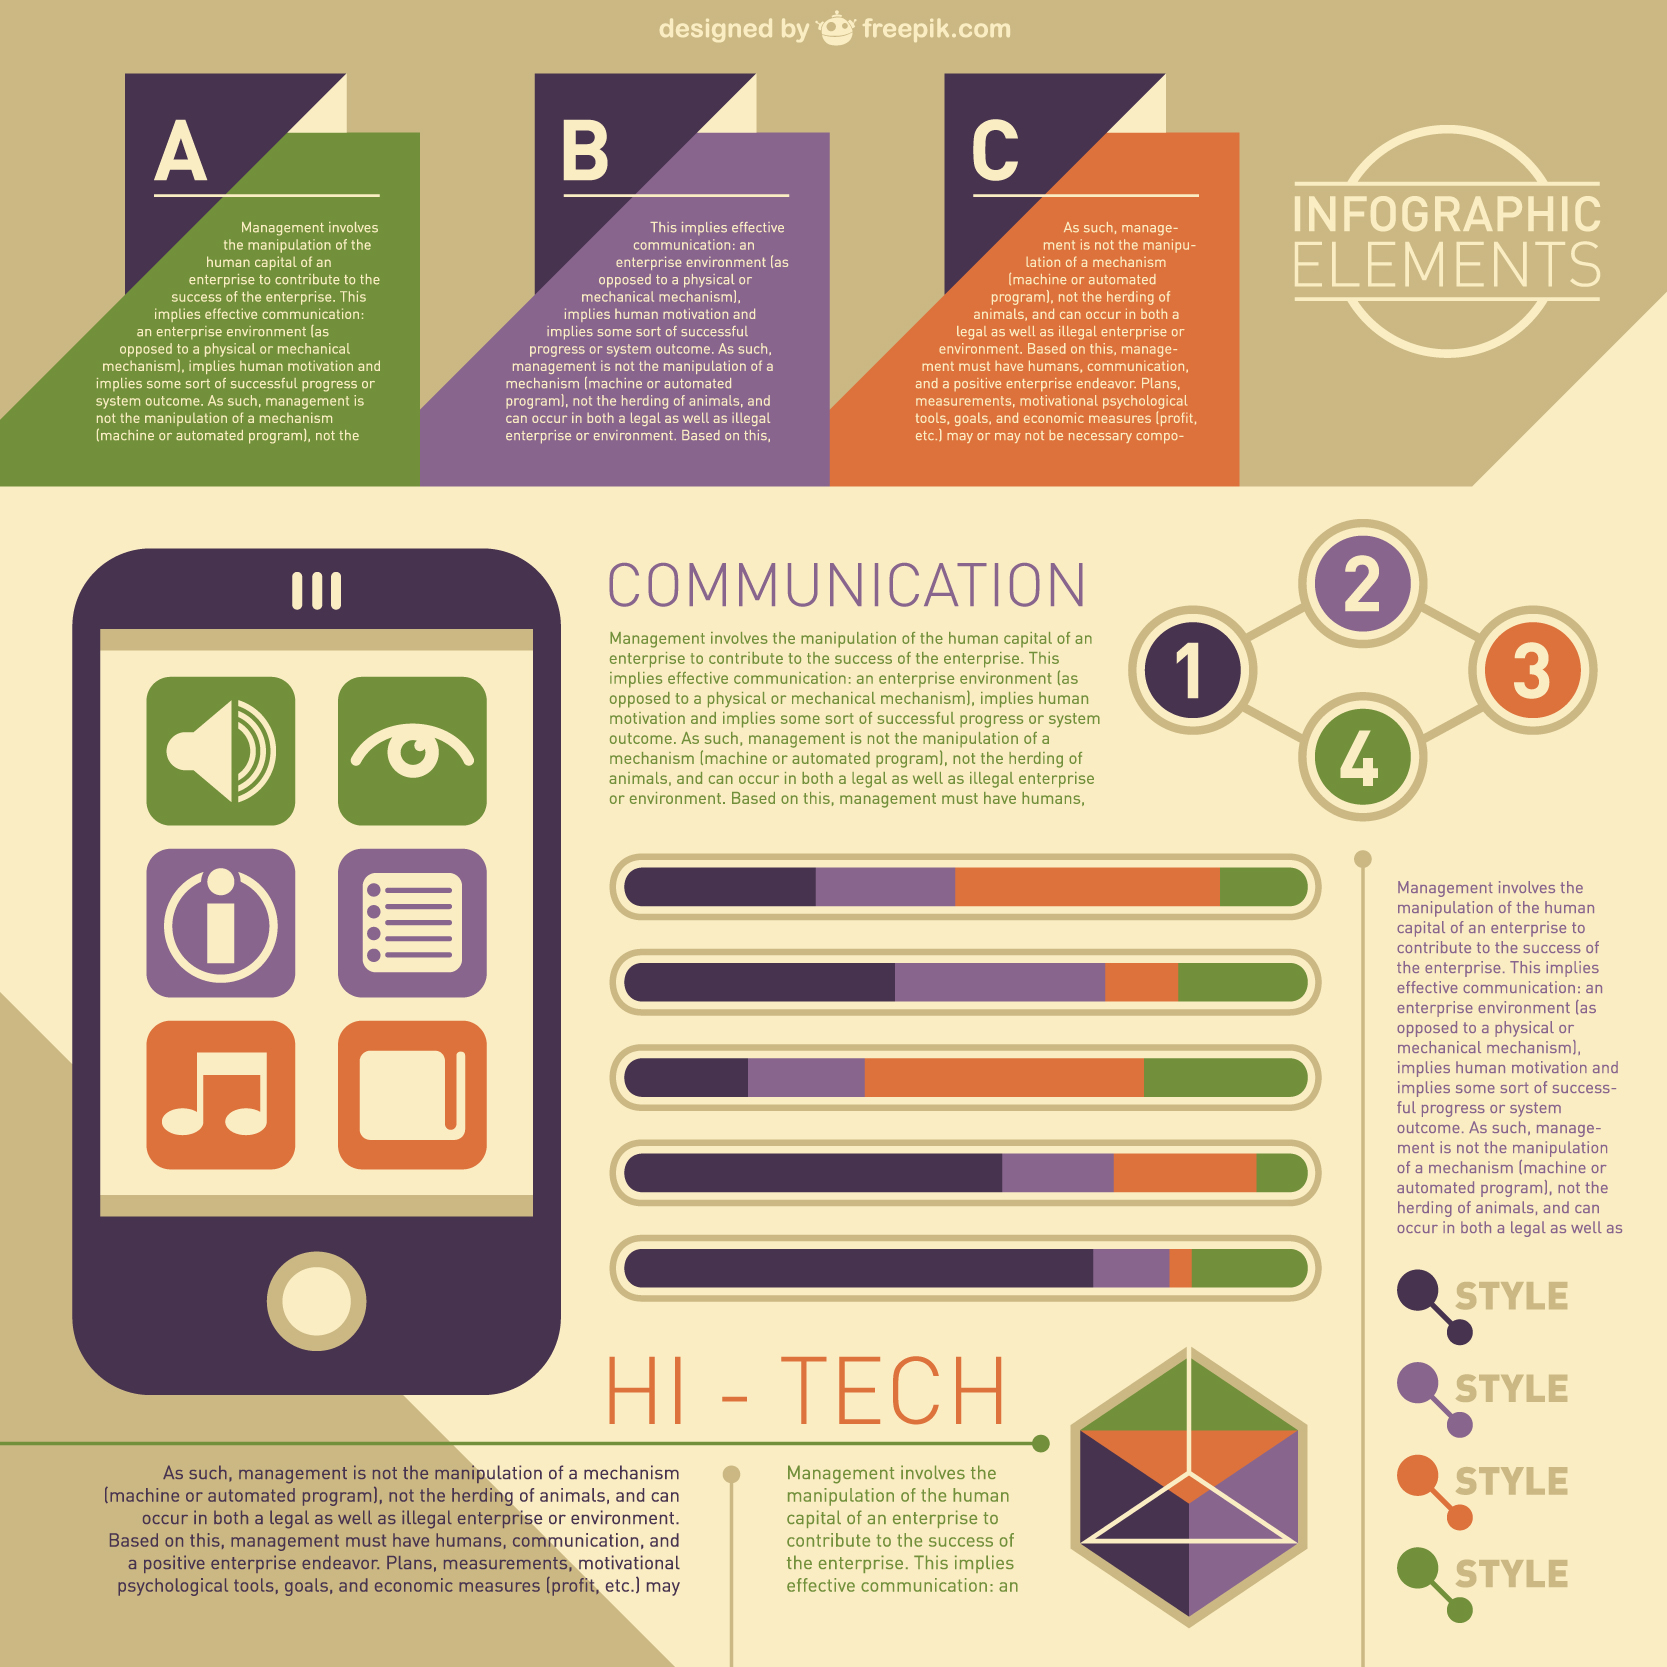 designed by freepik.com
A
Management involves
the manipulation of the
human capital of an
enterprise to contribute to the
success of the enterprise. This
implies effective communication:
an enterprise environment (as
opposed to a physical or mechanical
mechanism), implies human motivation and
implies some sort of successful progress or
system outcome. As such, management is
not the manipulation of a mechanism
(machine or automated program), not the
B
This implies effective
communication: an
enterprise environment (as
opposed to a physical or
mechanical mechanism),
implies human motivation and
implies some sort of successful
progress or system outcome. As such,
management is not the manipulation of a
mechanism (machine or automated
program), not the herding of animals, and
can occur in both a legal as well as illegal
enterprise or environment. Based on this,
C
As such, manage-
ment is not the manipu-
lation of a mechanism
(machine or automated
program), not the herding of
animals, and can occur in both a
legal as well as illegal enterprise or
environment. Based on this, manage-
ment must have humans, communication,
and a positive enterprise endeavor. Plans,
measurements, motivational psychological
tools, goals, and economic measures (profit,
etc.) may or may not be necessary compo-
INFOGRAPHIC
ELEMENTS
COMMUNICATION
Management involves the manipulation of the human capital of an
enterprise to contribute to the success of the enterprise. This
implies effective communication: an enterprise environment (as
opposed to a physical or mechanical mechanism), implies human
motivation and implies some sort of successful progress or system
outcome. As such, management is not the manipulation of a
mechanism (machine or automated program), not the herding of
animals, and can occur in both a legal as well as illegal enterprise
or environment. Based on this, management must have humans,
1
2
3
4
Management involves the
manipulation of the human
capital of an enterprise to
contribute to the success of
the enterprise. This implies
effective communication: an
enterprise environment (as
opposed to a physical or
mechanical mechanism),
implies human motivation and
implies some sort of success-
ful progress or system
outcome. As such, manage-
ment is not the manipulation
of a mechanism (machine or
automated program), not the
herding of animals, and can
occur in both a legal as well as
STYLE
STYLE
STYLE
STYLE
HI - TECH
As such, management is not the manipulation of a mechanism
(machine or automated program), not the herding of animals, and can
occur in both a legal as well as illegal enterprise or environment.
Based on this, management must have humans, communication, and
a positive enterprise endeavor. Plans, measurements, motivational
psychological tools, goals, and economic measures (profit, etc.) may
Management involves the
manipulation of the human
capital of an enterprise to
contribute to the success of
the enterprise. This implies
effective communication: an